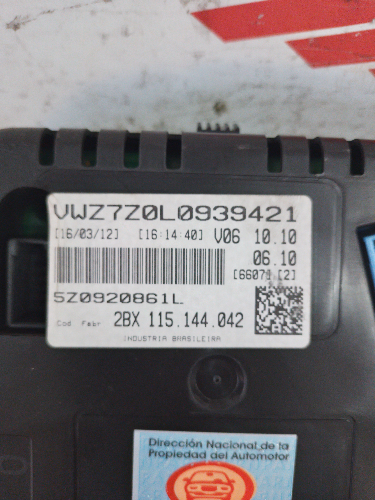 VWZ7Z0L0939421
[16/03/12] [16:14:40] V06 10.10
06.10
[6607] [2]
5Z0920861L
Cod Fabr 2BX 115.144.042
INDUSTRIA BRASILEIRA
Dirección Nacional de la
Propiedad del Automotor